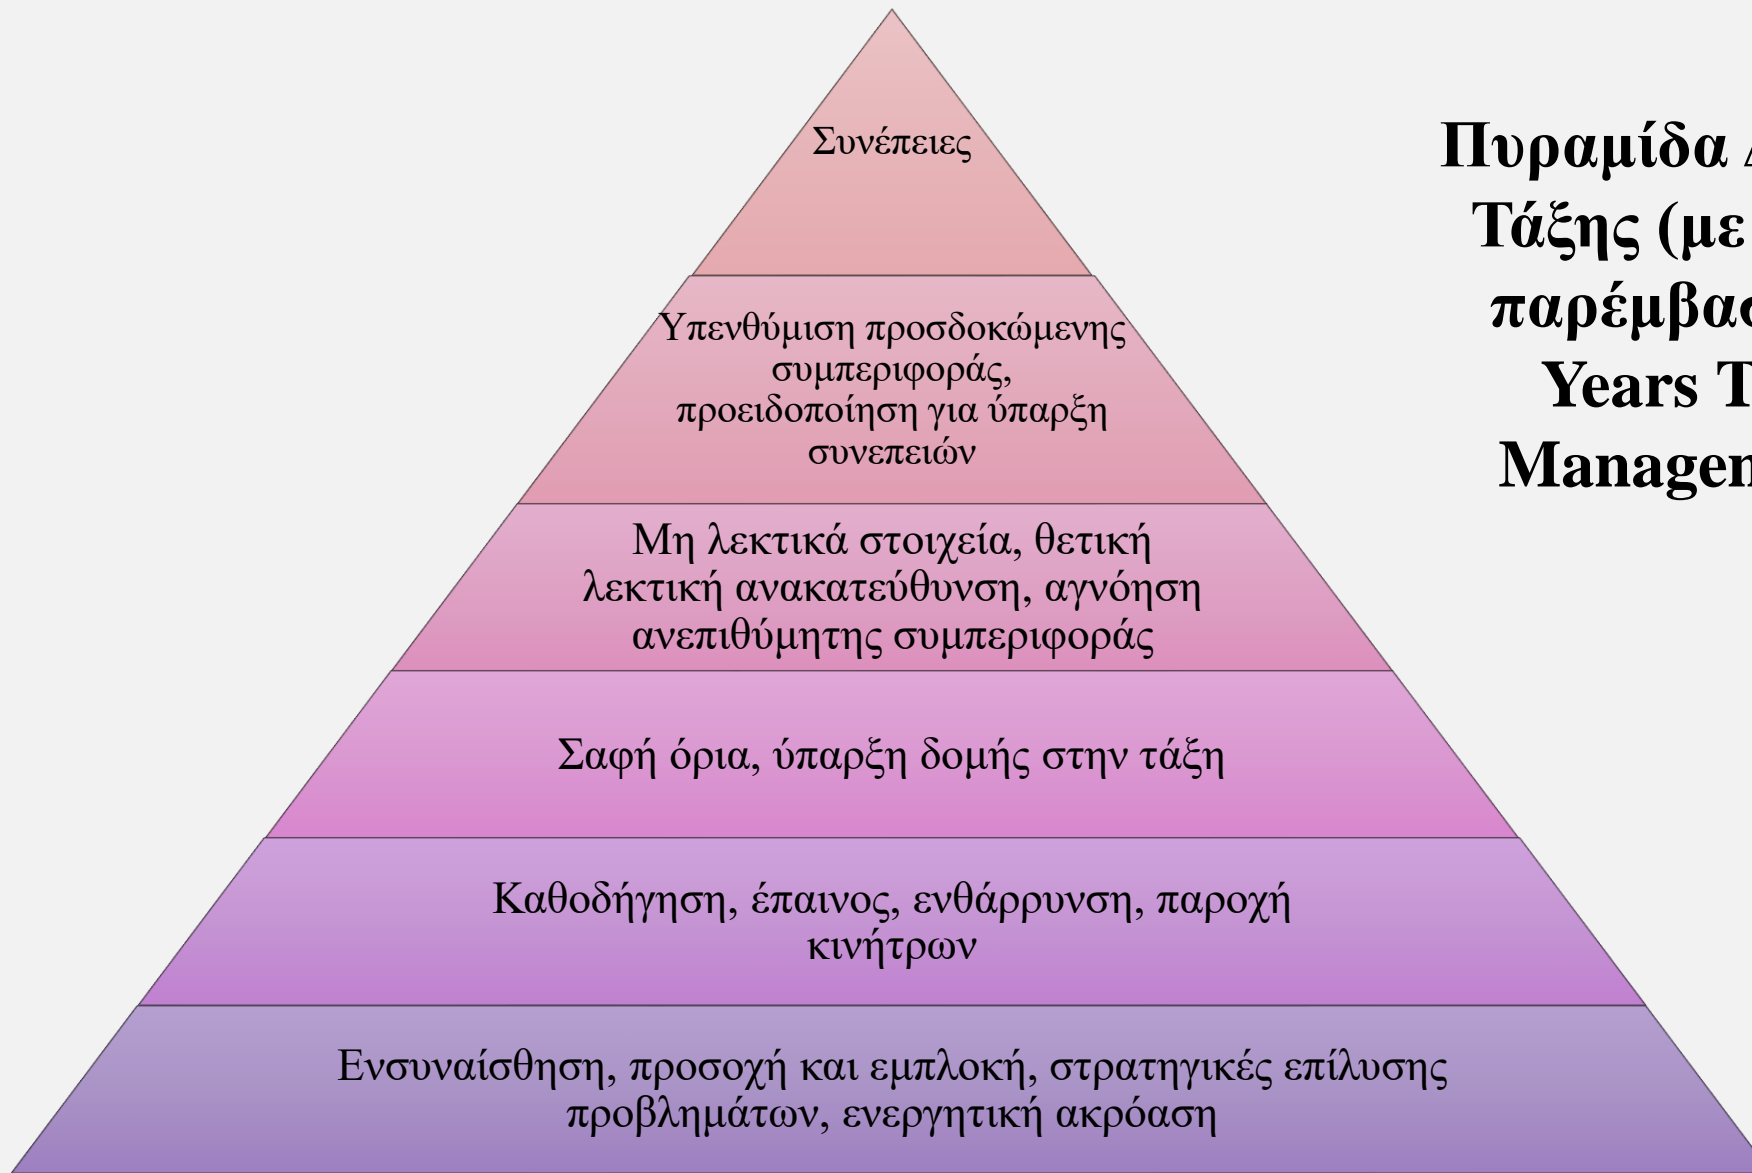 Συνέπειες
Υπενθύμιση προσδοκώμενης
συμπεριφοράς,
προειδοποίηση για ύπαρξη
συνεπειών
Μη λεκτικά στοιχεία, θετική
λεκτική ανακατεύθυνση, αγνόηση
ανεπιθύμητης συμπεριφοράς
Σαφή όρια, ύπαρξη δομής στην τάξη
Καθοδήγηση, έπαινος, ενθάρρυνση, παροχή
κινήτρων
Ενσυναίσθηση, προσοχή και εμπλοκή, στρατηγικές επίλυσης
προβλημάτων, ενεργητική ακρόαση
Πυραμίδα
Τάξης (με
Years